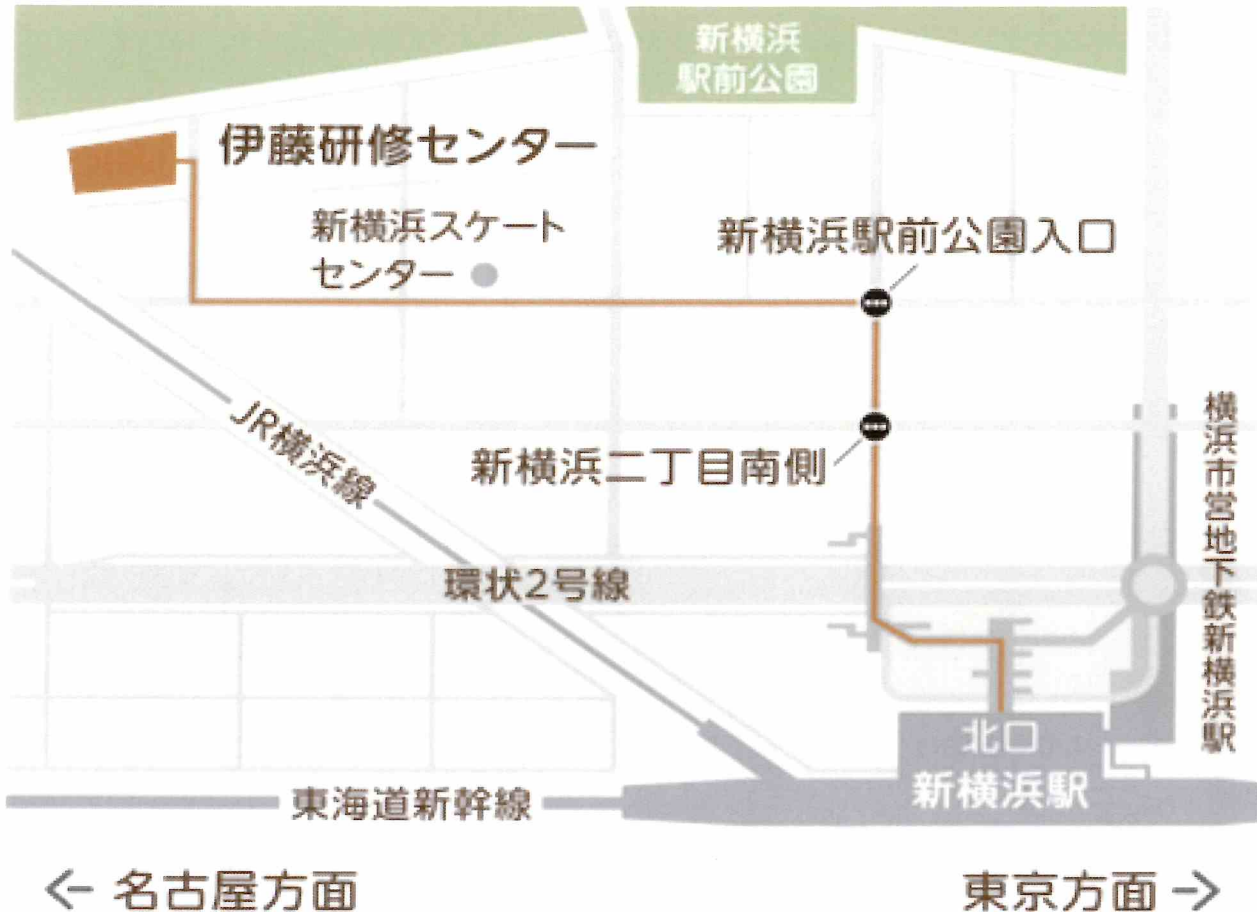 新横浜
駅前公園
伊藤研修センター
新横浜スケート
センター
新横浜駅前公園入口
JR横浜線
新横浜二丁目南側
横浜市営地下鉄新横浜駅
環状2号線
北口
新横浜駅
東海道新幹線
← 名古屋方面
東京方面 →